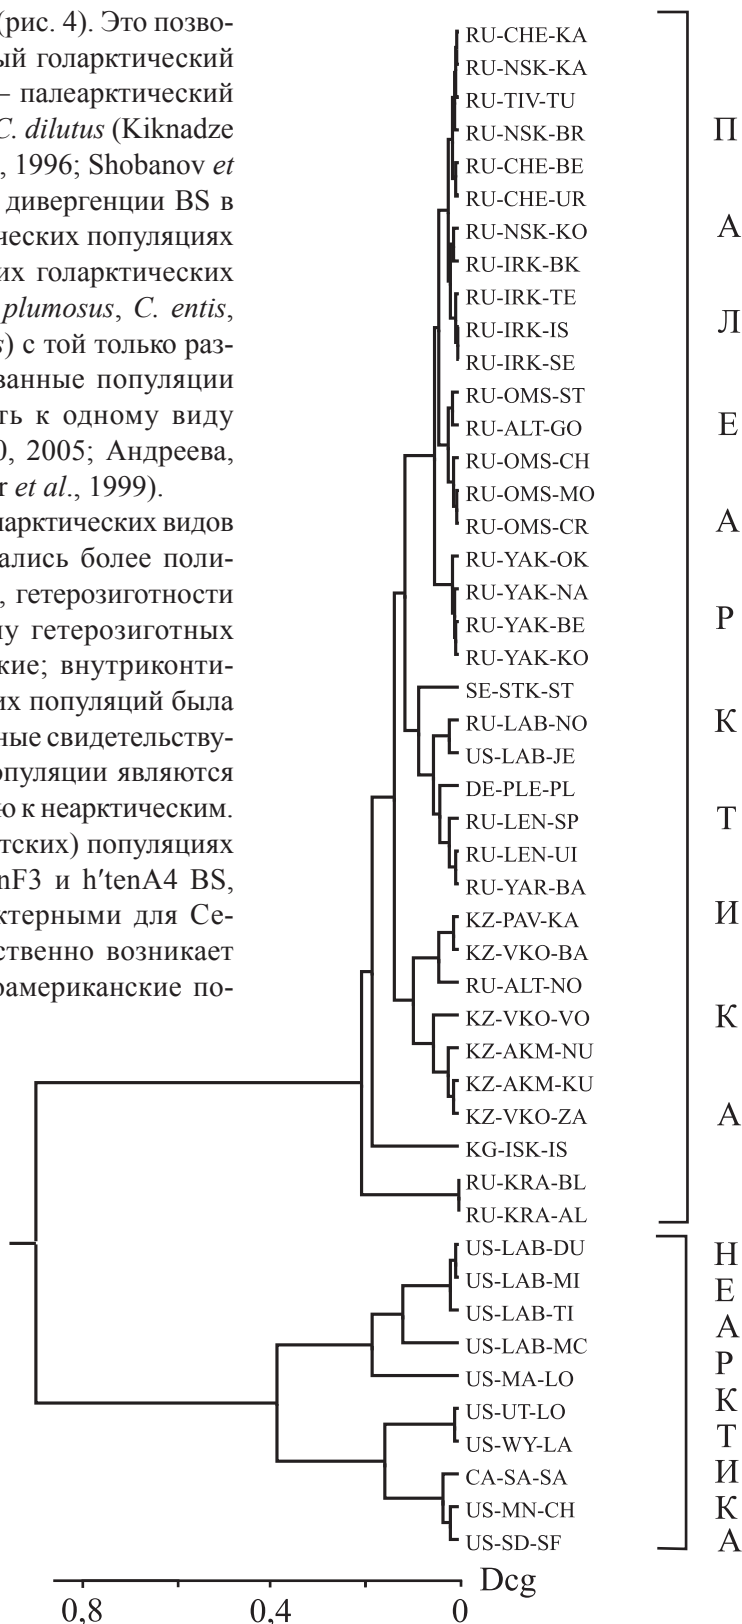 (рис. 4). Это позво-
ый голарктический
– палеарктический
C. dilutus (Kiknadze
, 1996; Shobanov et
дивергенции BS в
ческих популяциях
их голарктических
plumosus, C. entis,
s) с той только раз-
ванные популяции
ть к одному виду
0, 2005; Андреева,
r et al., 1999).
ларктических видов
ались более поли-
, гетерозиготности
ну гетерозиготных
кие; внутриконти-
их популяций была
ные свидетельству-
опуляции являются
ю к неарктическим.
тских) популяциях
nF3 и h'tenA4 BS,
ктерными для Се-
ственно возникает
оамериканские по-
RU-CHE-KA
RU-NSK-KA
RU-TIV-TU
RU-NSK-BR
RU-CHE-BE
RU-CHE-UR
RU-NSK-KO
RU-IRK-BK
RU-IRK-TE
RU-IRK-IS
RU-IRK-SE
RU-OMS-ST
RU-ALT-GO
RU-OMS-CH
RU-OMS-MO
RU-OMS-CR
RU-YAK-OK
RU-YAK-NA
RU-YAK-BE
RU-YAK-KO
SE-STK-ST
RU-LAB-NO
US-LAB-JE
DE-PLE-PL
RU-LEN-SP
RU-LEN-UI
RU-YAR-BA
KZ-PAV-KA
KZ-VKO-BA
RU-ALT-NO
KZ-VKO-VO
KZ-AKM-NU
KZ-AKM-KU
KZ-VKO-ZA
KG-ISK-IS
RU-KRA-BL
RU-KRA-AL
US-LAB-DU
US-LAB-MI
US-LAB-TI
US-LAB-MC
US-MA-LO
US-UT-LO
US-WY-LA
CA-SA-SA
US-MN-CH
US-SD-SF
ПАЛЕАРКТИКА
НЕАРКТИКА
Dcg
0,8 0,4 0